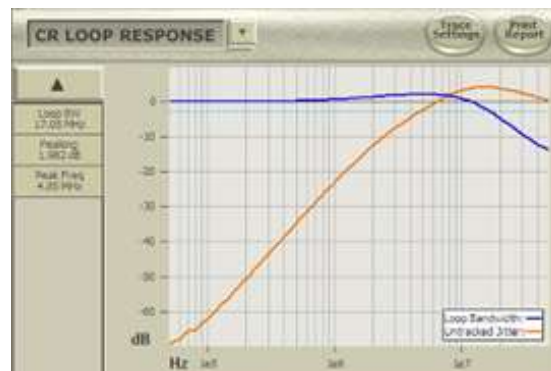 CR LOOP RESPONSE
Trace
Settings
Print
Report
Loop BW
17.05 MHz
Peaking
1.982 dB
Peak Freq
4.85 MHz
0
-10
-20
-30
-40
-50
-60
dB
Hz
1e5
1e6
1e7
Loop Bandwidth
Untracked Jitter